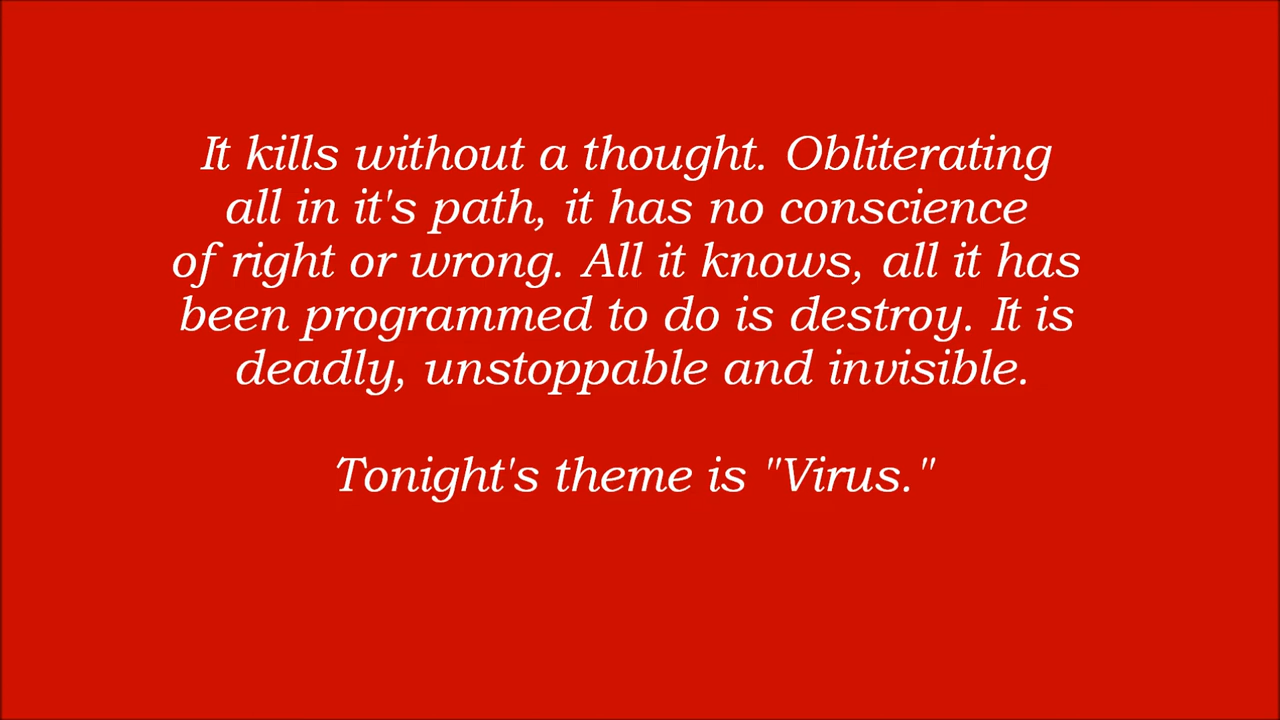 It kills without a thought. Obliterating
all in it's path, it has no conscience
of right or wrong. All it knows, all it has
been programmed to do is destroy. It is
deadly, unstoppable and invisible.
Tonight's theme is "Virus."